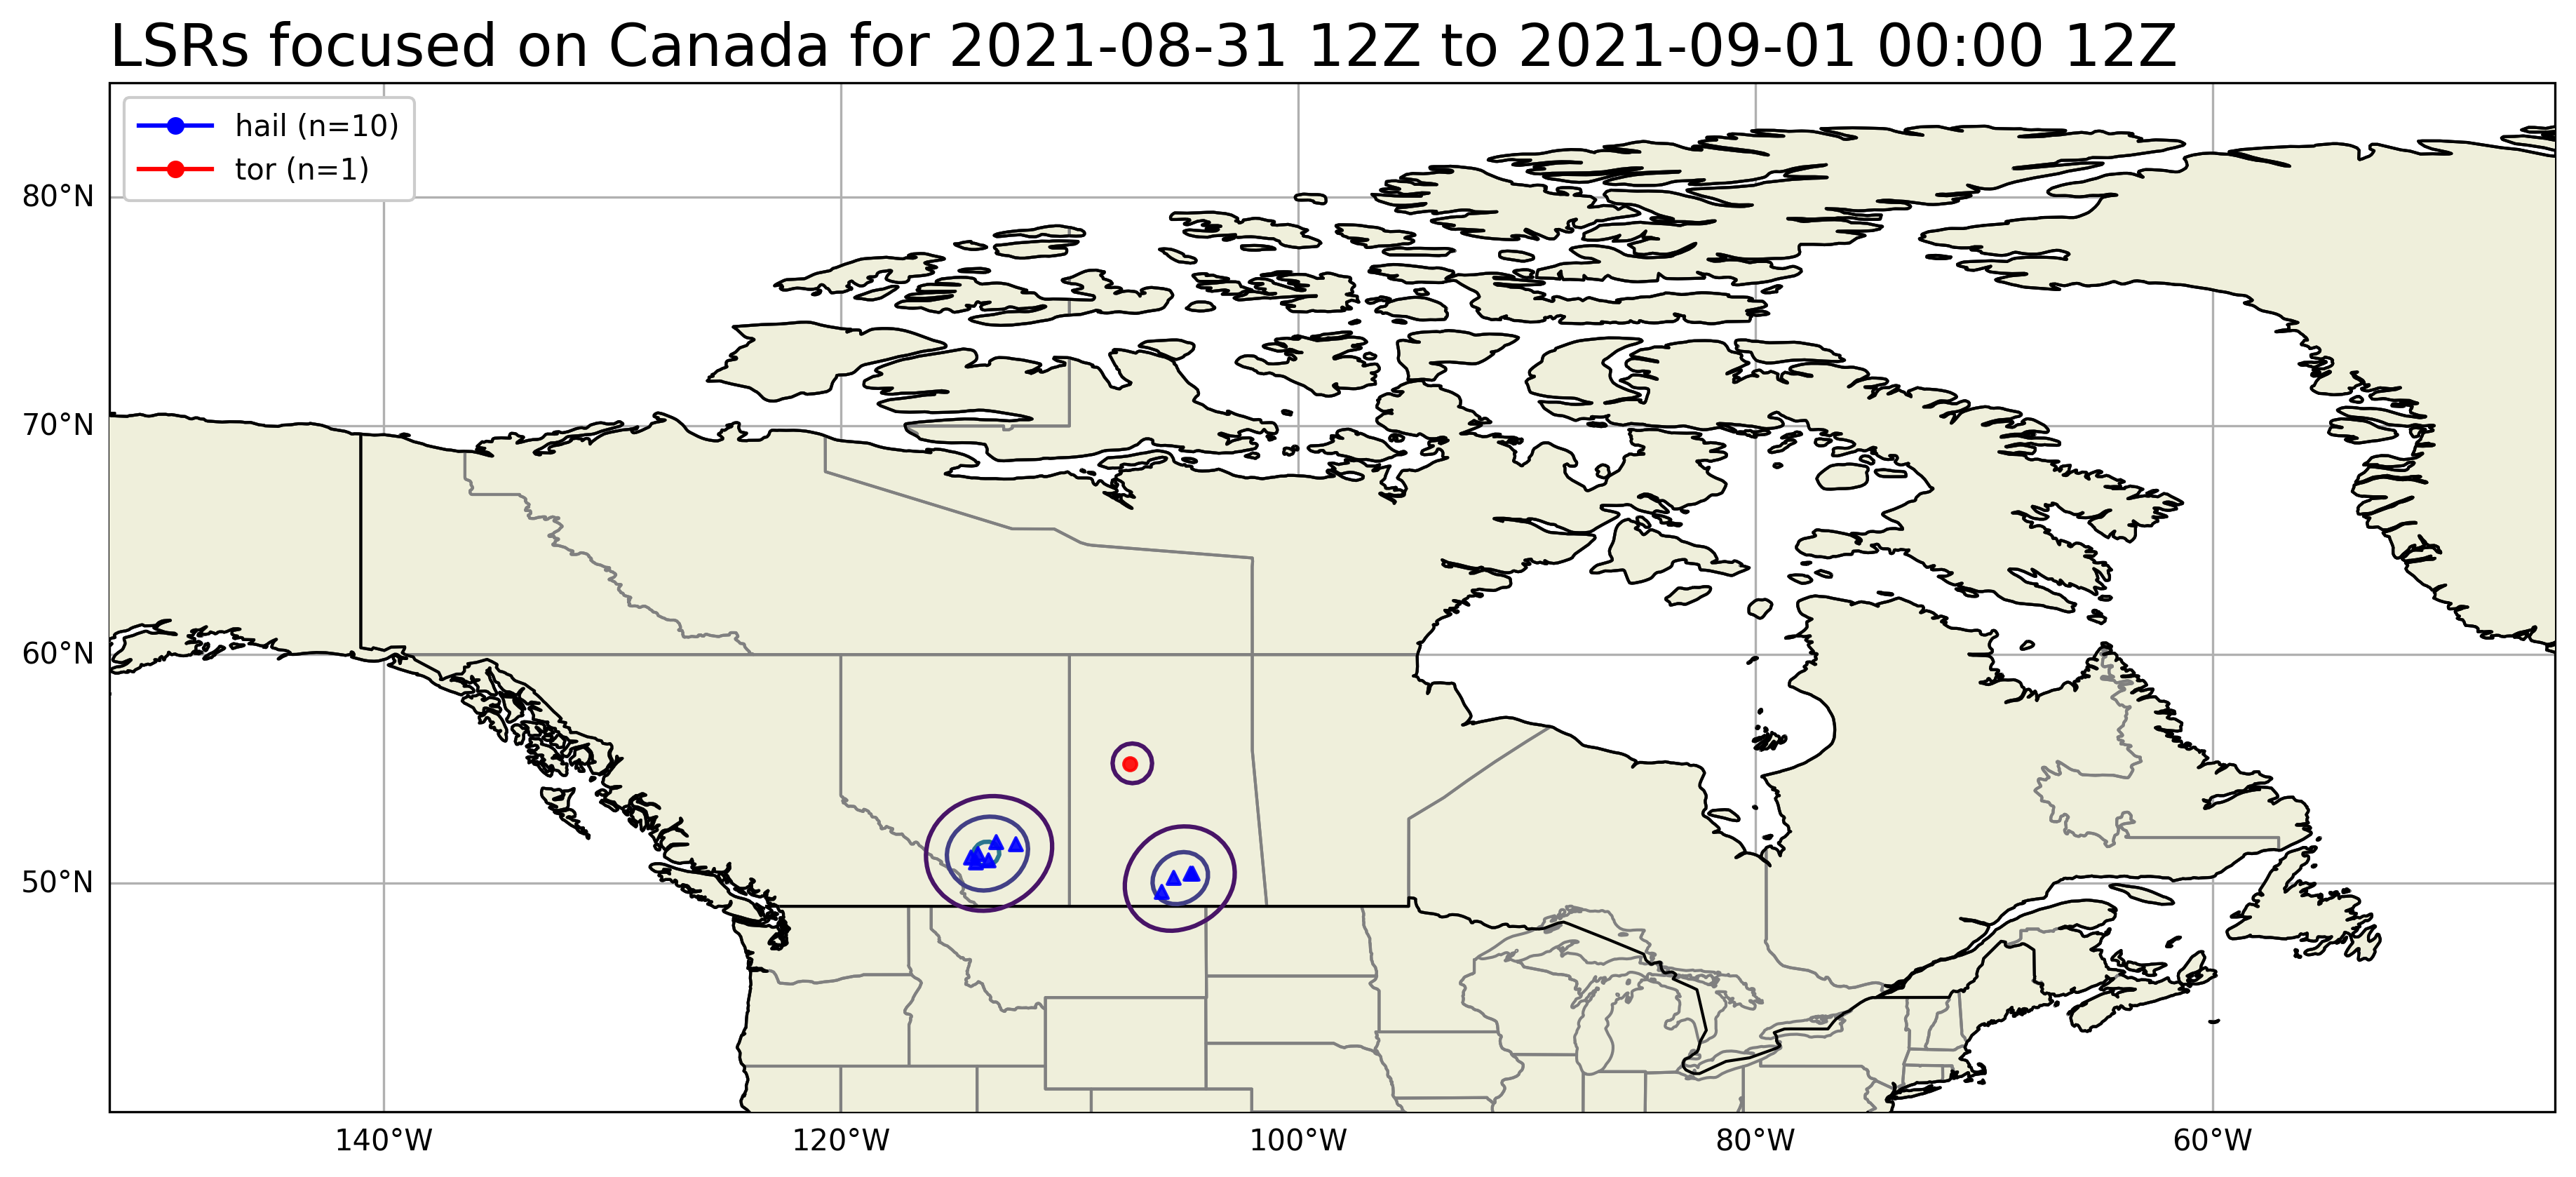 LSRs focused on Canada for 2021-08-31 12Z to 2021-09-01 00:00 12Z
hail (n=10)
tor (n=1)
80°N
70°N
60°N
50°N
140°W
120°W
100°W
80°W
60°W